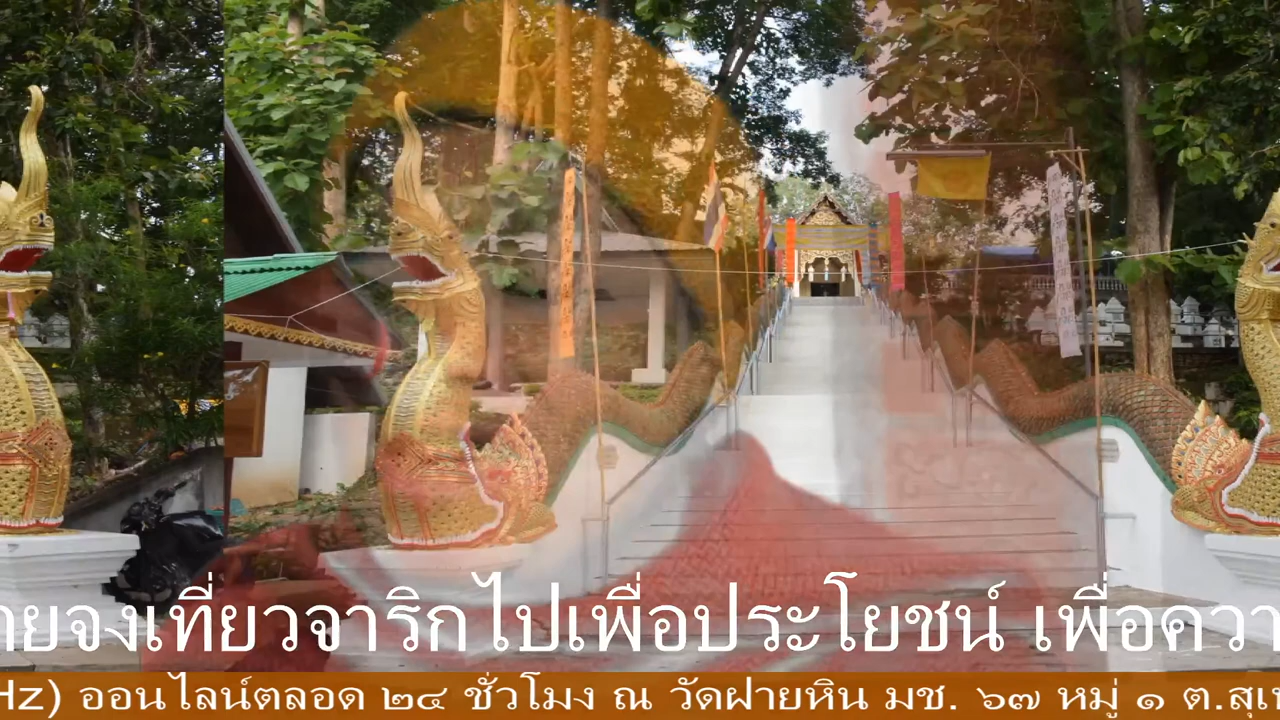 ายจงเที่ยวจาริกไปเพื่อประโยชน์ เพื่อควา
Hz) ออนไลน์ตลอด ๒๔ ชั่วโมง ณ วัดฝายหิน มช. ๖๗ หมู่ ๑ ต.สุเท